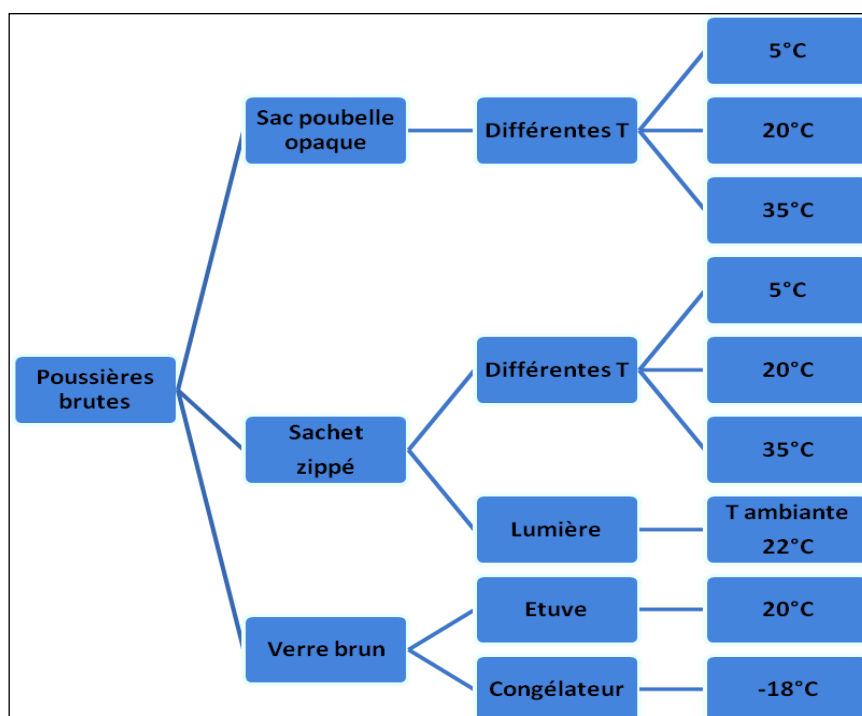 Poussières
brutes
Sac poubelle
opaque
Différentes T
5°C
20°C
35°C
Sachet
zippé
Différentes T
5°C
20°C
35°C
Lumière
T ambiante
22°C
Verre brun
Etuve
20°C
Congélateur
-18°C